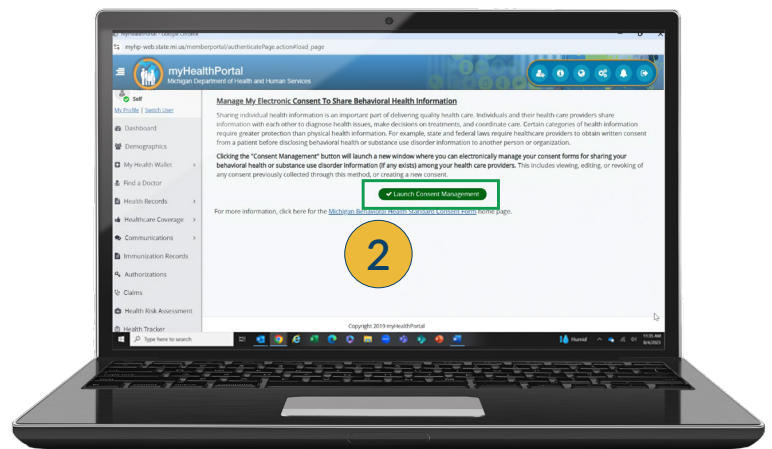 myHealthPortal - Google Chrome
myhp-web.state.mi.us/memberportal/authenticatePage.action#load_page
myHealthPortal
Michigan Department of Health and Human Services
Self
My Profile | Switch User
Dashboard
Demographics
My Health Wallet
Find a Doctor
Health Records
Healthcare Coverage
Communications
Immunization Records
Authorizations
Claims
Health Risk Assessment
Health Tracker
Manage My Electronic Consent To Share Behavioral Health Information
Sharing individual health information is an important part of delivering quality health care. Individuals and their health care providers share
information with each other to diagnose health issues, make decisions on treatments, and coordinate care. Certain categories of health information
require greater protection than physical health information. For example, state and federal laws require healthcare providers to obtain written consent
from a patient before disclosing behavioral health or substance use disorder information to another person or organization.
Clicking the "Consent Management" button will launch a new window where you can electronically manage your consent forms for sharing your
behavioral health or substance use disorder information (if any exists) among your health care providers. This includes viewing, editing, or revoking of
any consent previously collected through this method, or creating a new consent.
Launch Consent Management
For more information, click here for the Michigan Behavioral Health Standard Consent Form home page.
2
Copyright 2019 myHealthPortal
Type here to search
Humid
11:35 AM
8/4/2023